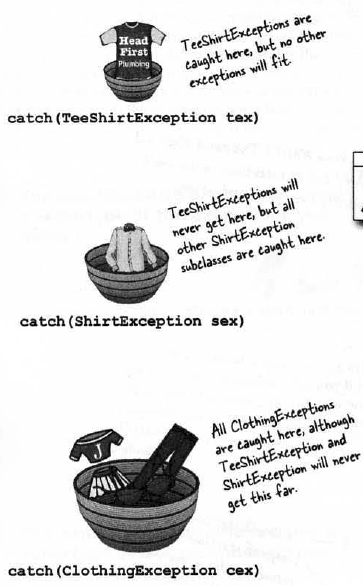 Head
First
Plumbing
TeeShirtExceptions are
caught here, but no other
exceptions will fit.
catch(TeeShirtException tex)
TeeShirtExceptions will
never get here, but all
other ShirtException
subclasses are caught here.
catch(ShirtException sex)
J
All ClothingExceptions
are caught here, although
TeeShirtException and
ShirtException will never
get this far.
catch(ClothingException cex)